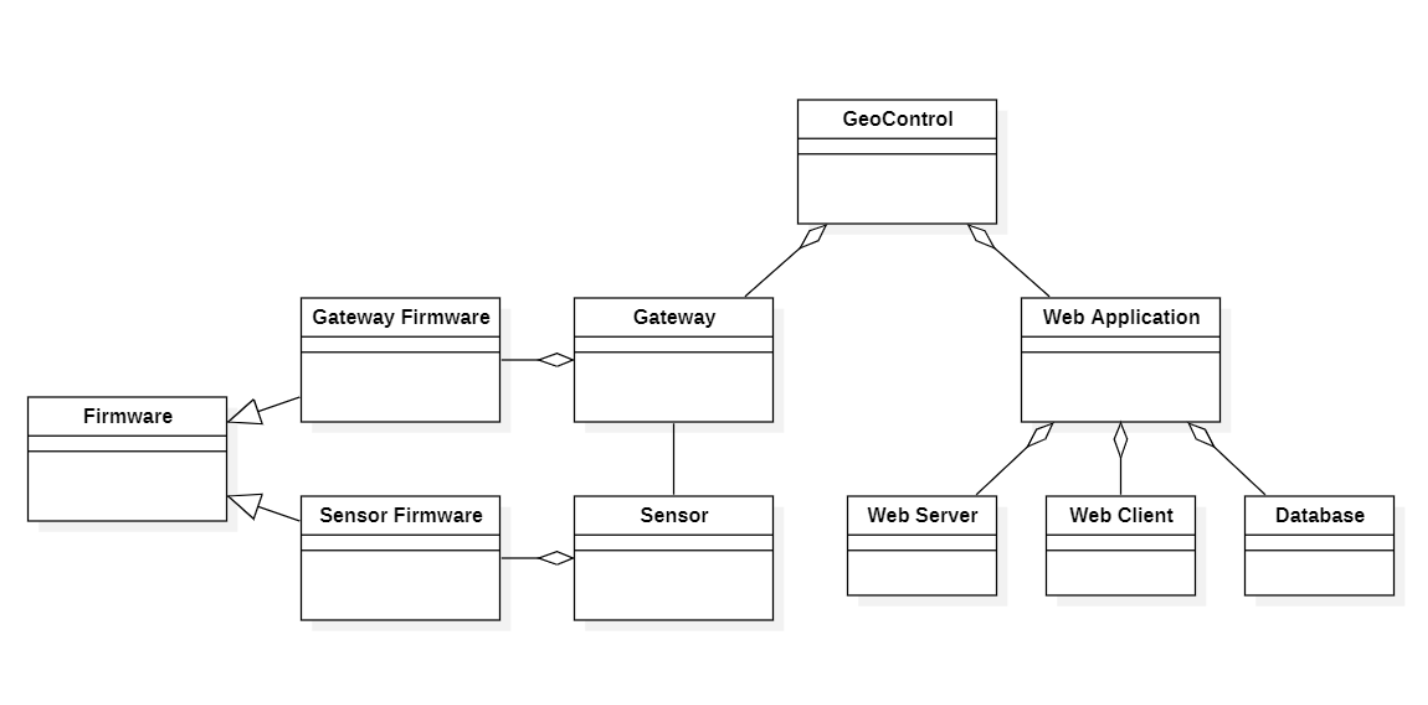 GeoControl
Gateway Firmware
Gateway
Web Application
Firmware
Sensor Firmware
Sensor
Web Server
Web Client
Database